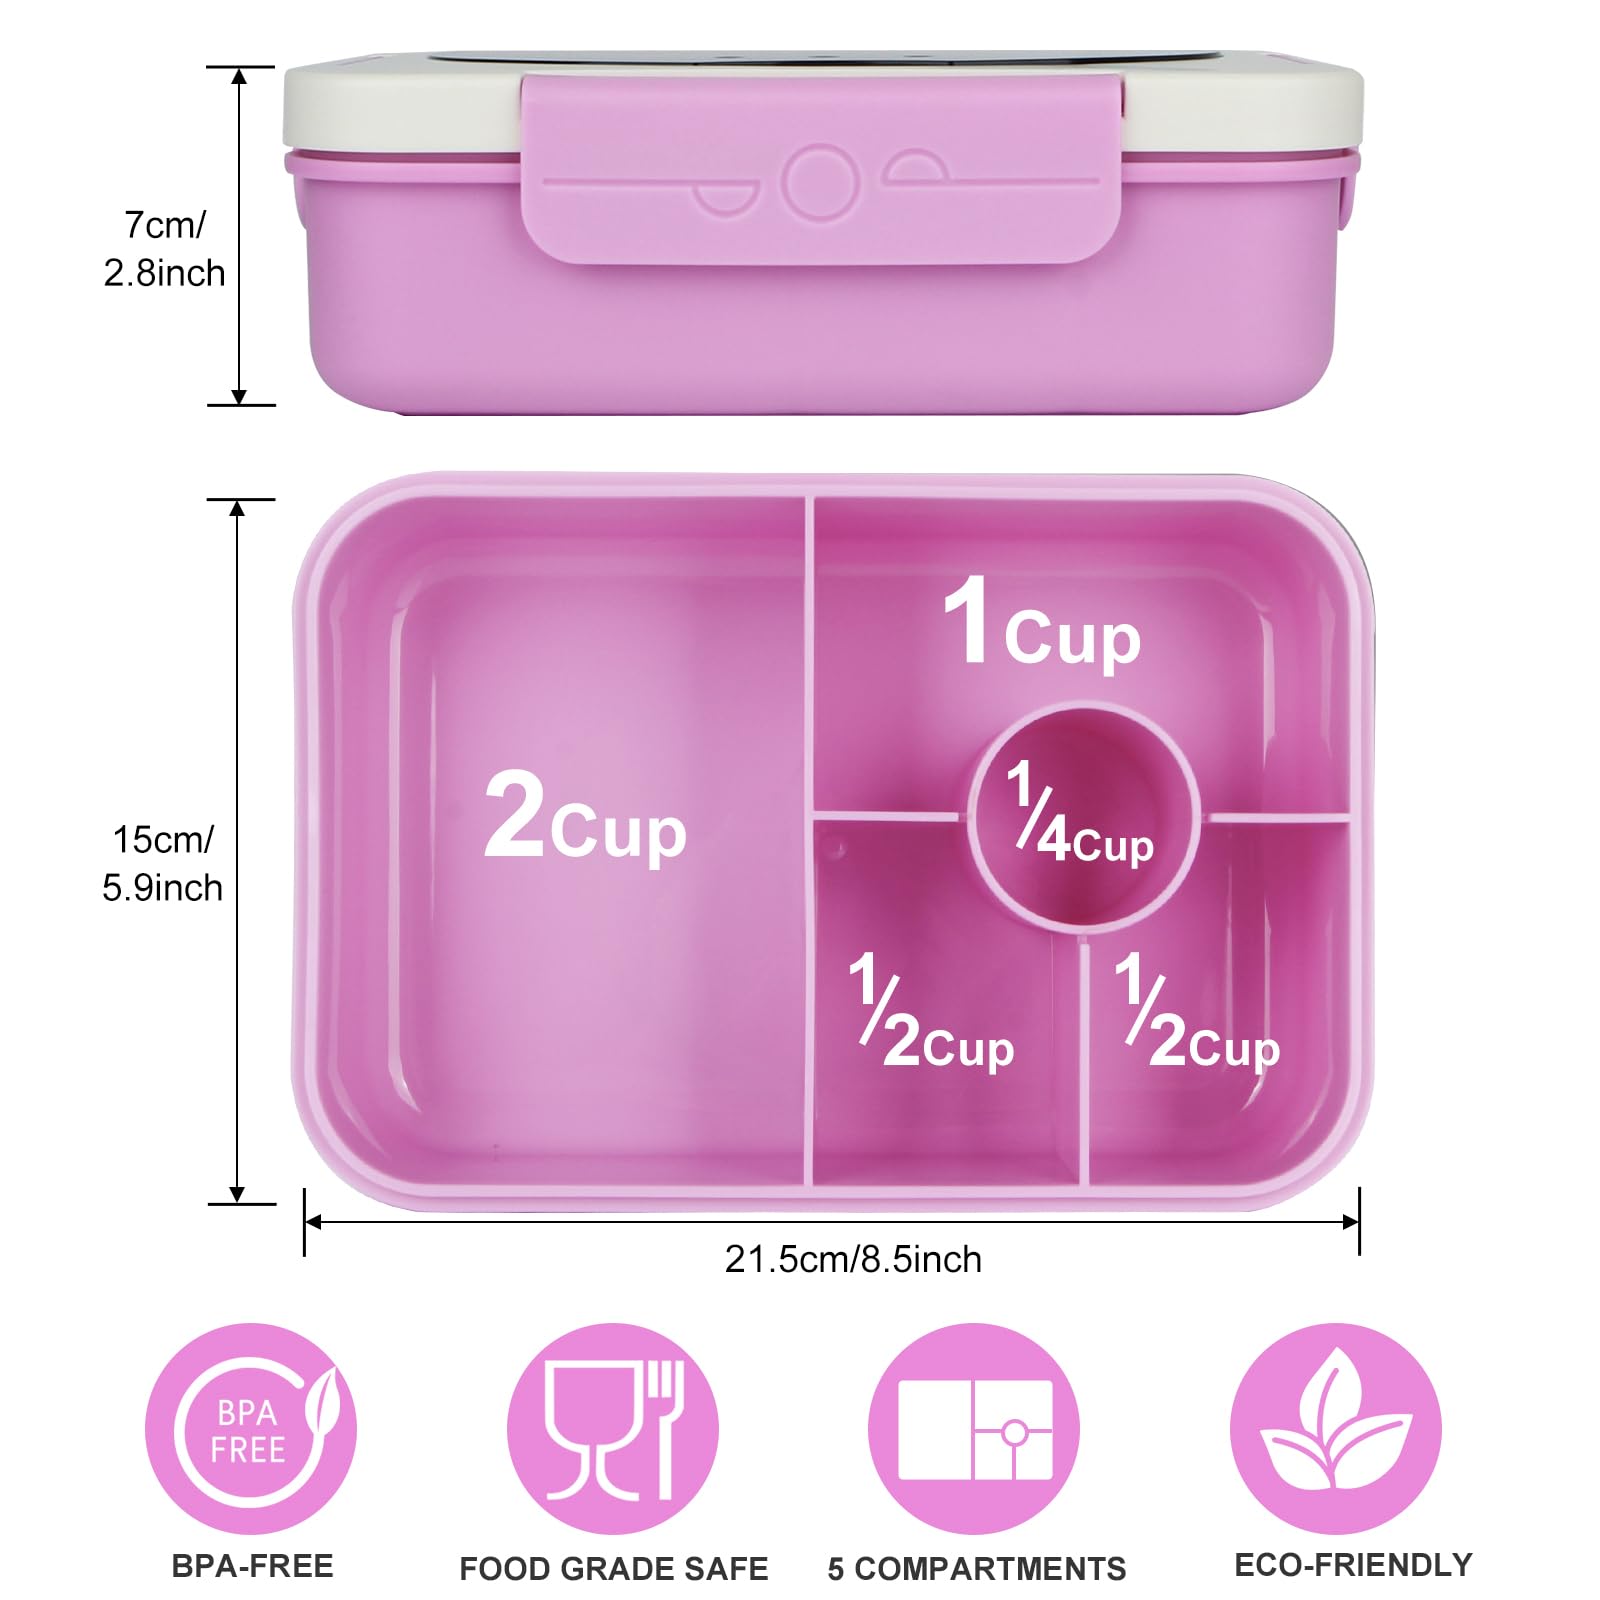 7cm/
2.8inch
1Cup
2Cup
1/4Cup
15cm/
5.9inch
1/2Cup
1/2Cup
21.5cm/8.5inch
BPA
FREE
BPA-FREE
FOOD GRADE SAFE
5 COMPARTMENTS
ECO-FRIENDLY